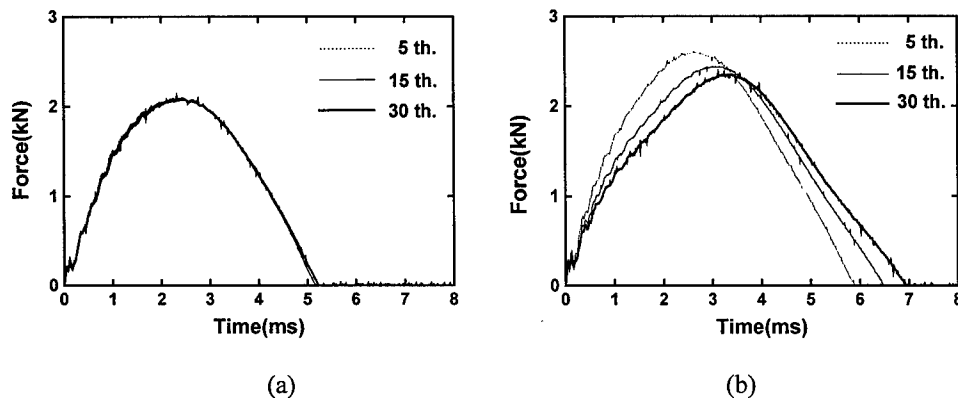 3
2
1
0
Force(kN)
5 th.
15 th.
30 th.
0 1 2 3 4 5 6 7 8
Time(ms)
(a)
3
2
1
0
Force(kN)
5 th.
15 th.
30 th.
0 1 2 3 4 5 6 7 8
Time(ms)
(b)